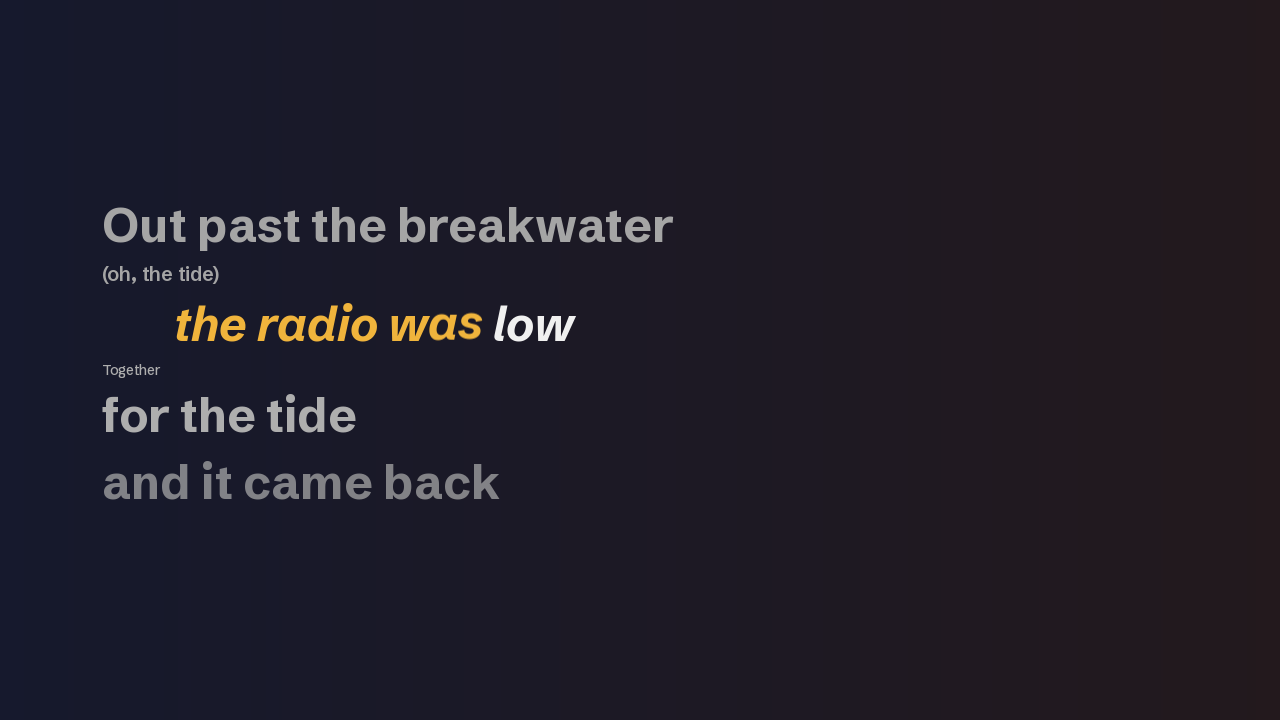 Out past the breakwater
(oh, the tide)
the radio was low
Together
for the tide
and it came back